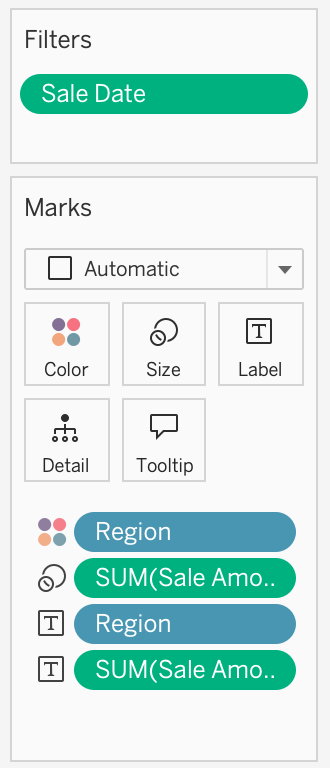 Filters
Sale Date
Marks
Automatic
Color Size Label
Detail Tooltip
Region
SUM(Sale Amo..
T Region
T SUM(Sale Amo..